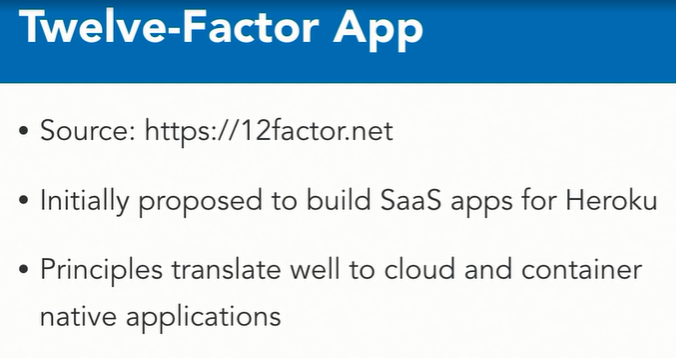 Twelve-Factor App
• Source: https://12factor.net
• Initially proposed to build SaaS apps for Heroku
• Principles translate well to cloud and container
native applications